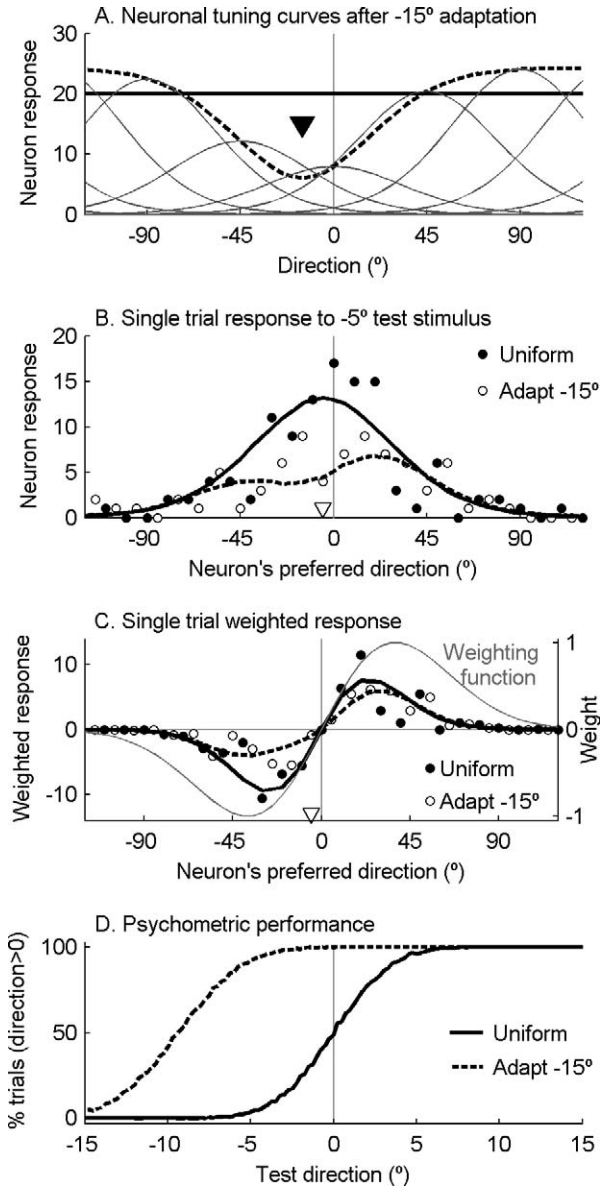 A. Neuronal tuning curves after -15º adaptation
Neuron response
30
20
10
0
-90
-45
0
45
90
Direction (º)
B. Single trial response to -5º test stimulus
Neuron response
20
15
10
5
0
Uniform
Adapt -15º
-90
-45
0
45
90
Neuron's preferred direction (º)
C. Single trial weighted response
Weighted response
10
0
-10
Weighting
function
1
0
-1
Weight
Uniform
Adapt -15º
-90
-45
0
45
90
Neuron's preferred direction (º)
D. Psychometric performance
% trials (direction>0)
100
50
0
Uniform
Adapt -15º
-15
-10
-5
0
5
10
15
Test direction (º)